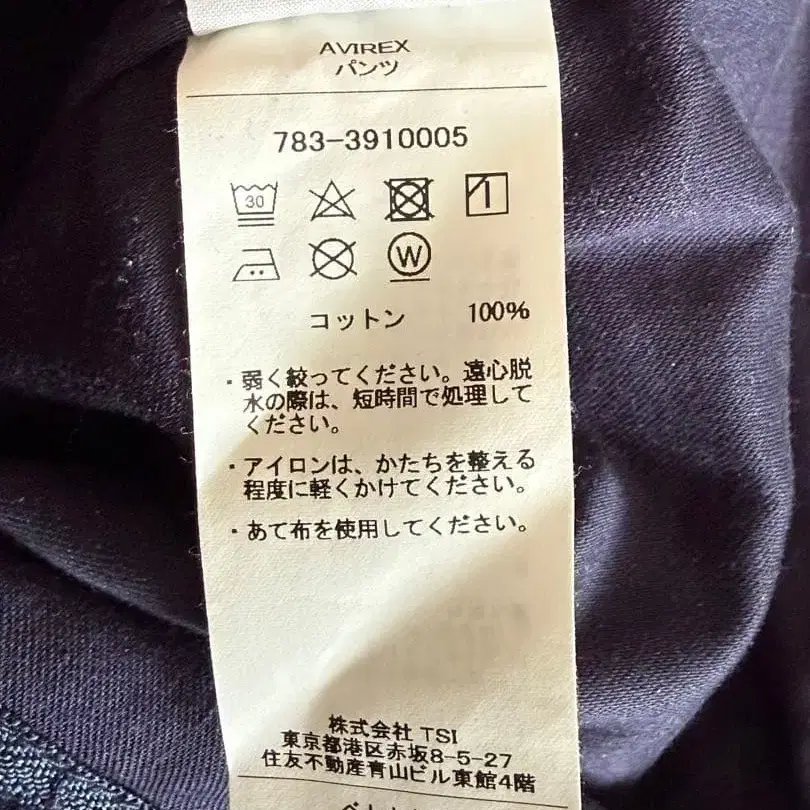 AVIREX
パンツ
783-3910005
30
W
コットン 100%
・弱く絞ってください。遠心脱
水の際は、短時間で処理して
ください。
・アイロンは、かたちを整える
程度に軽くかけてください。
・あて布を使用してください。
株式会社 TSI
東京都港区赤坂8-5-27
住友不動産青山ビル東館4階